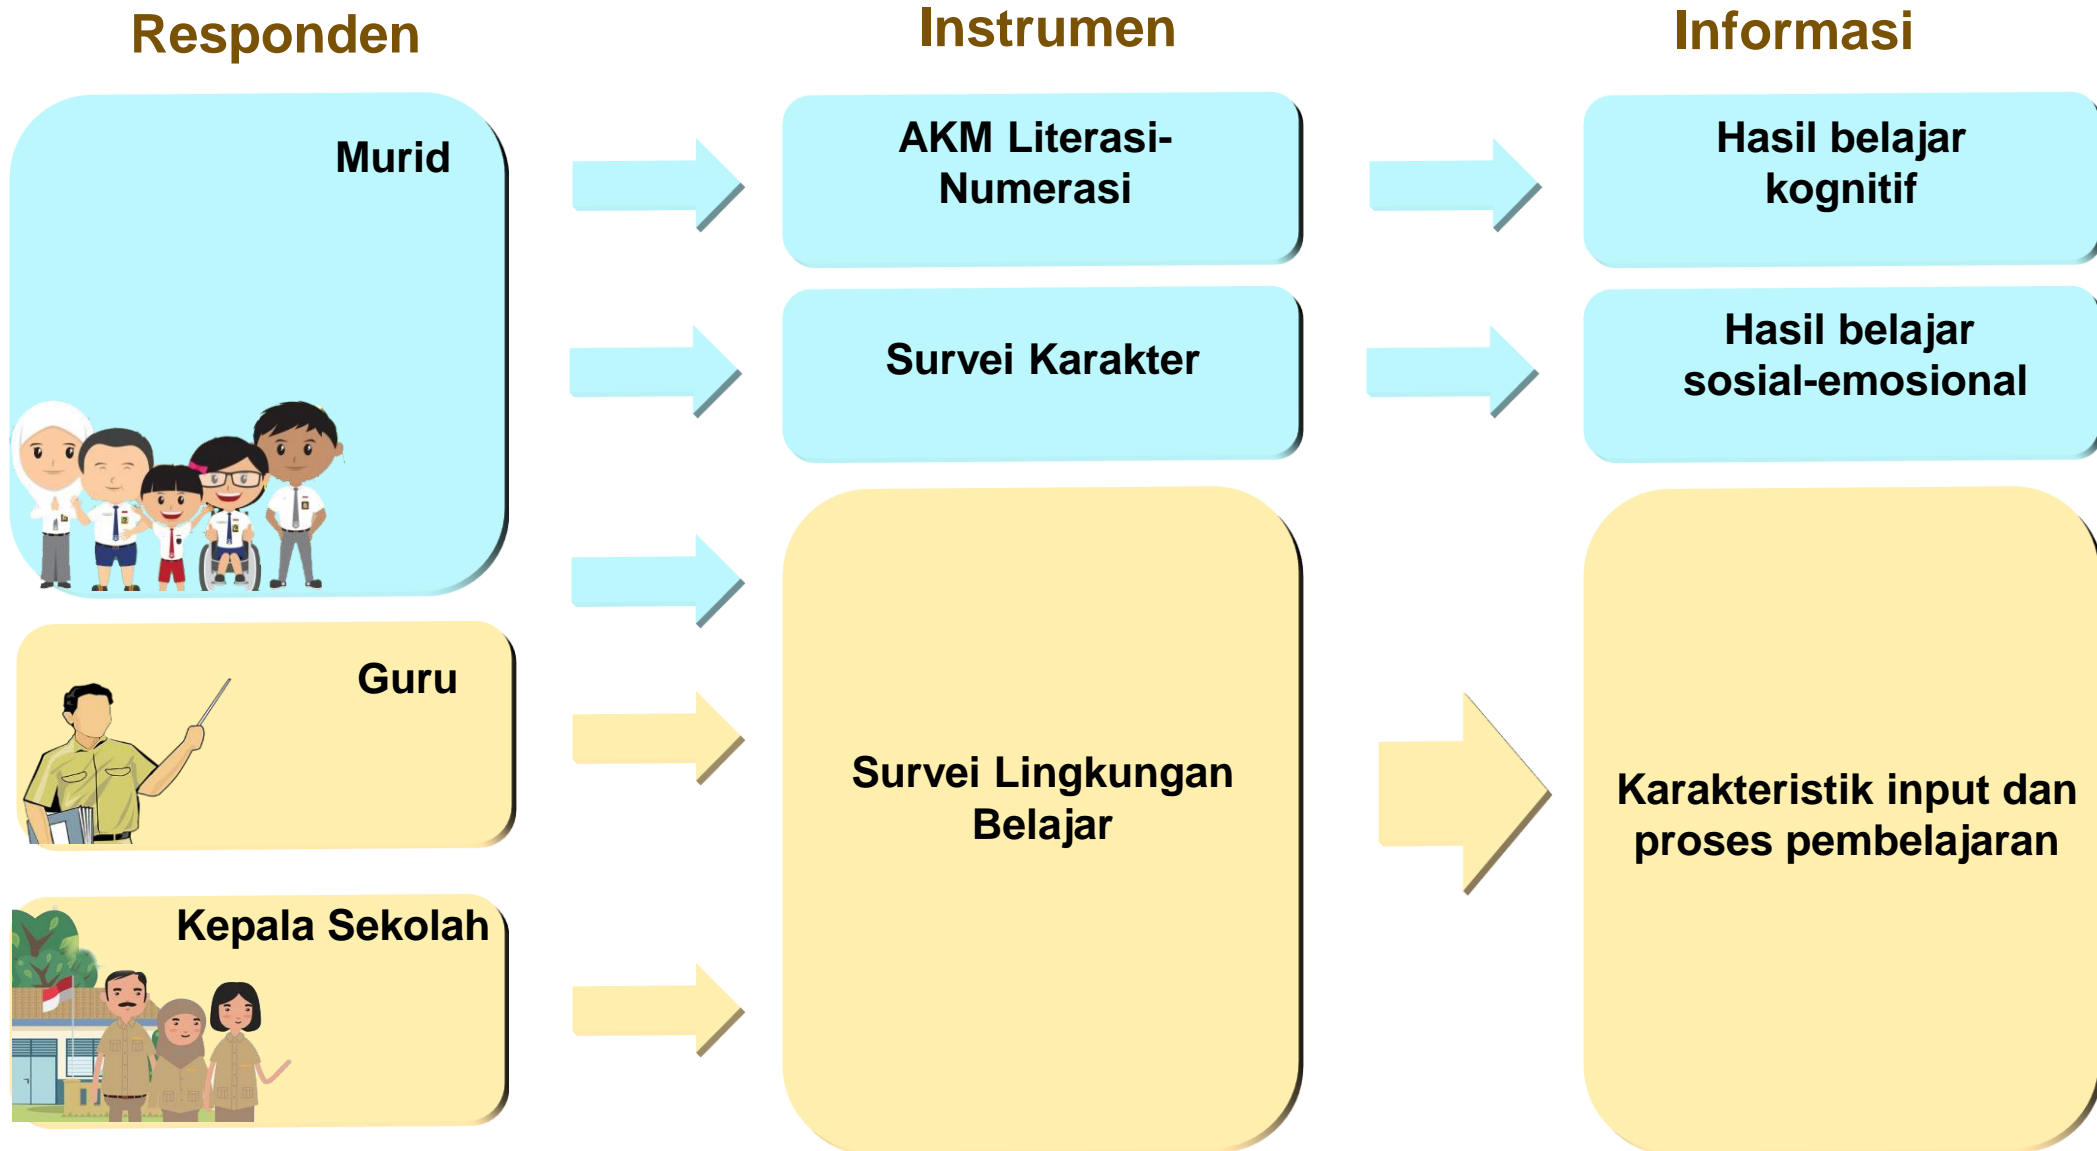 Responden
Instrumen
Informasi
Murid
AKM Literasi-
Numerasi
Hasil belajar
kognitif
Survei Karakter
Hasil belajar
sosial-emosional
Guru
Survei Lingkungan
Belajar
Karakteristik input dan
proses pembelajaran
Kepala Sekolah